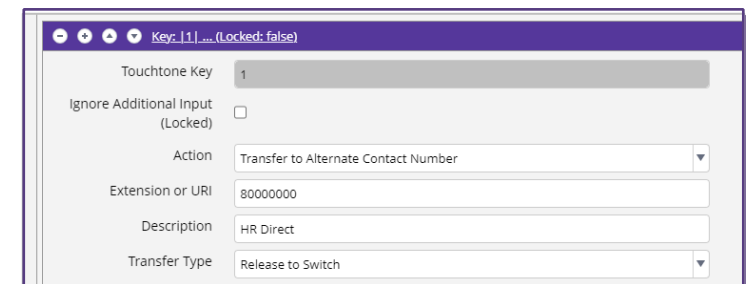 Key: |1| ... (Locked: false)
Touchtone Key 1
Ignore Additional Input
(Locked)
Action Transfer to Alternate Contact Number
Extension or URI 80000000
Description HR Direct
Transfer Type Release to Switch